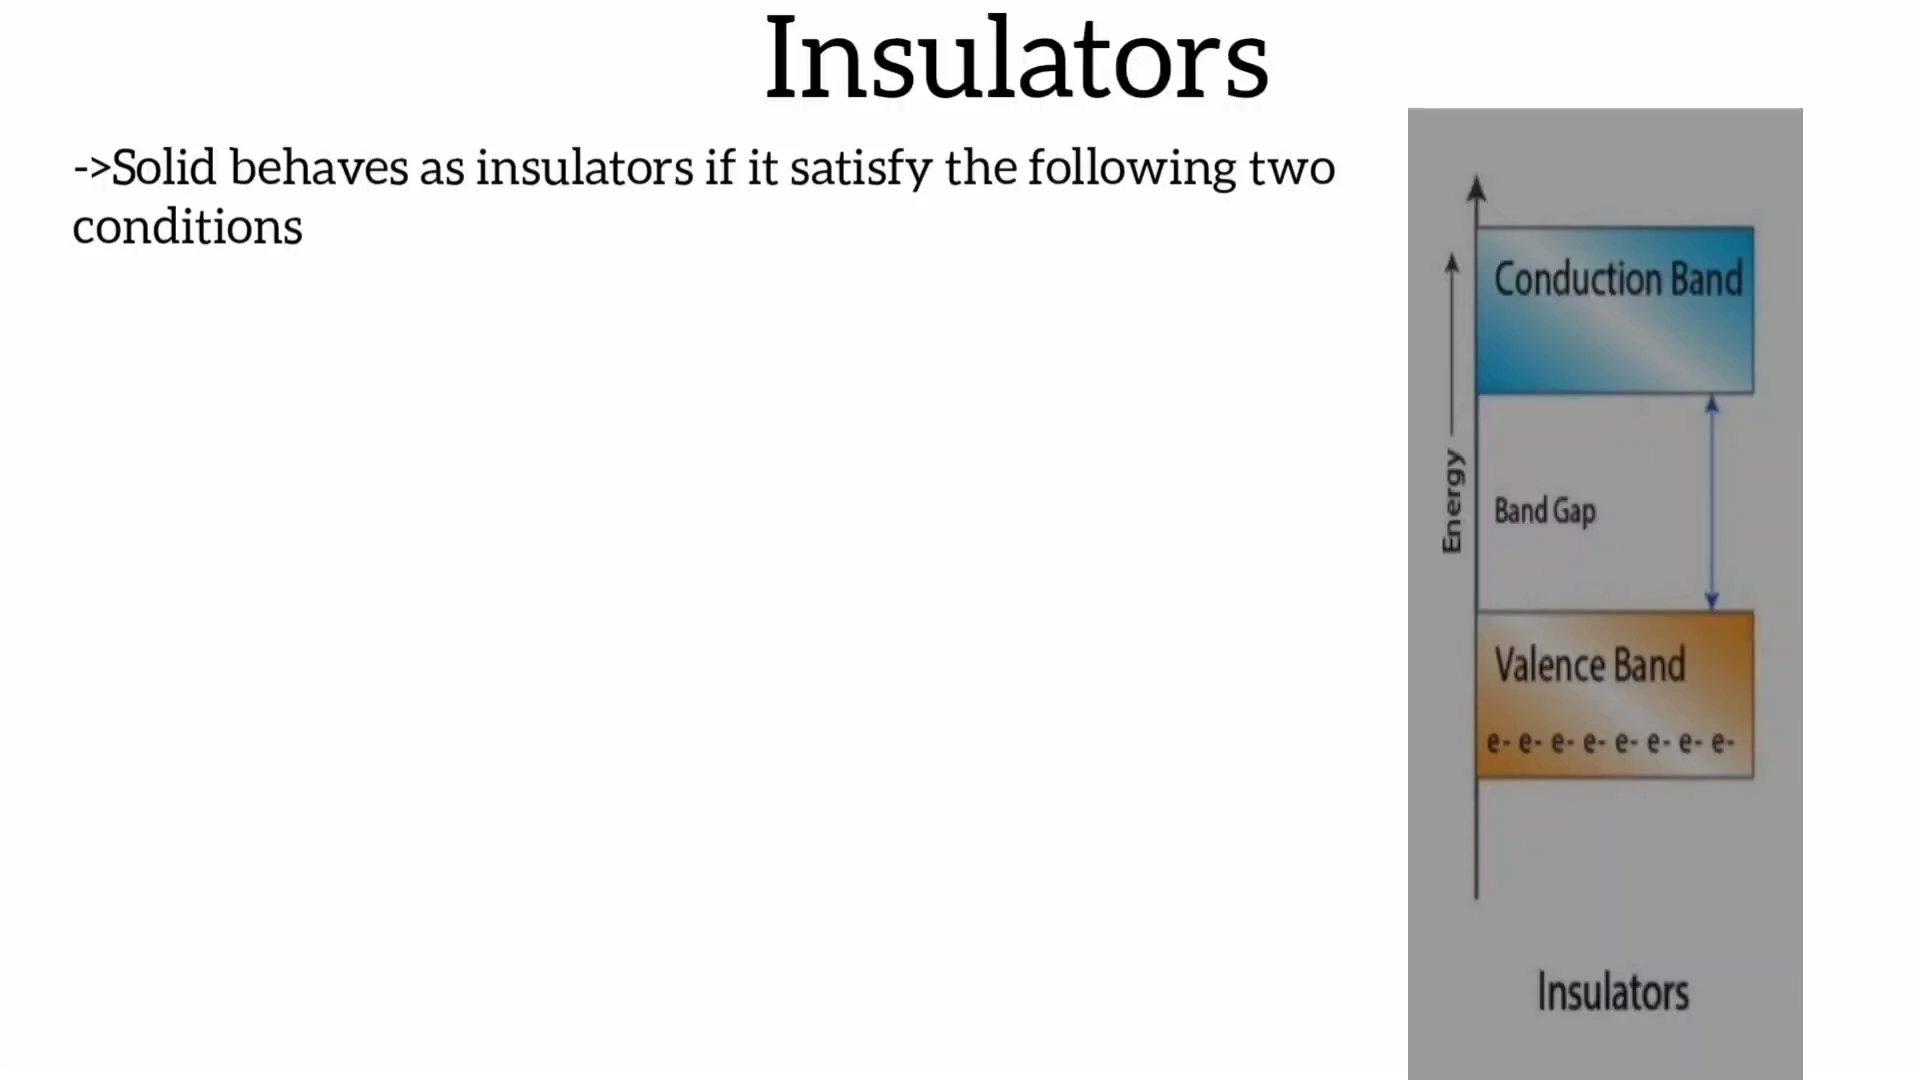 Insulators
->Solid behaves as insulators if it satisfy the following two
conditions
Conduction Band
Energy
Band Gap
Valence Band
e- e- e- e- e- e- e- e-
Insulators